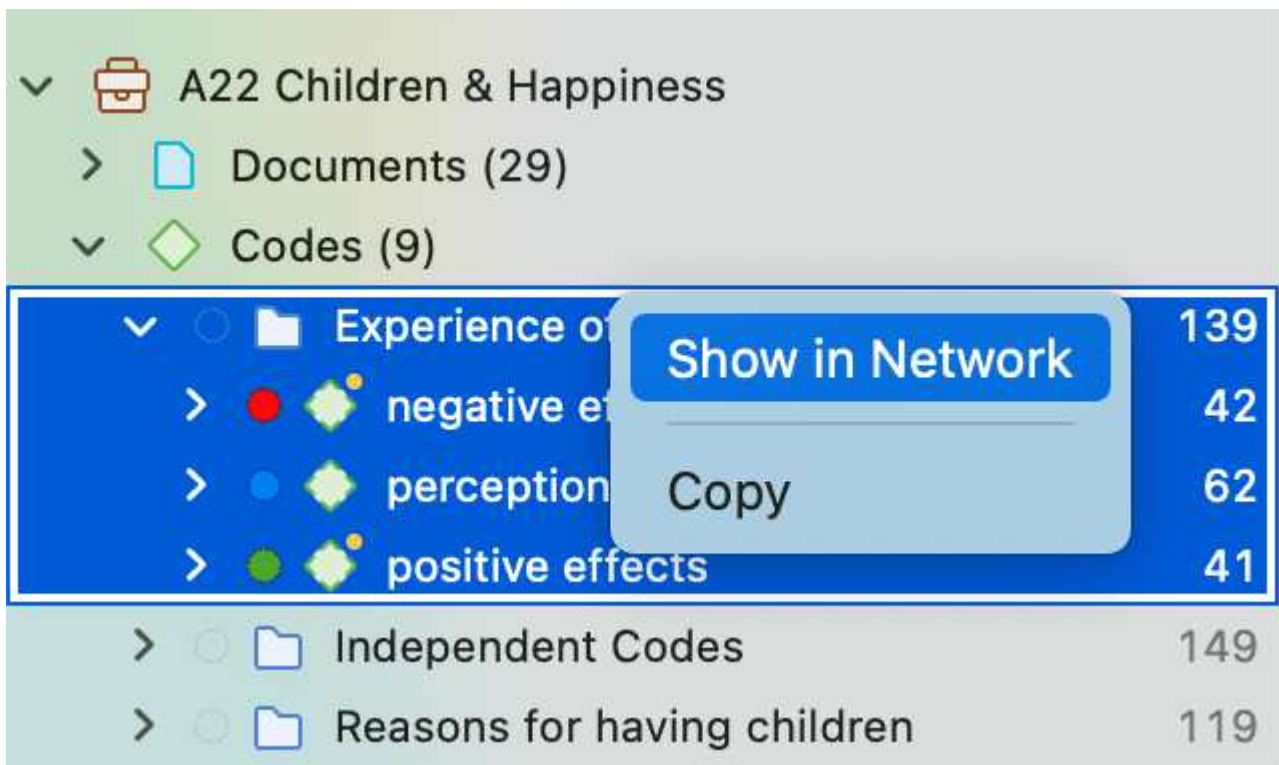 A22 Children & Happiness
Documents (29)
Codes (9)
Experience of 139
Show in Network
negative ef 42
perception 62
Copy
positive effects 41
Independent Codes 149
Reasons for having children 119